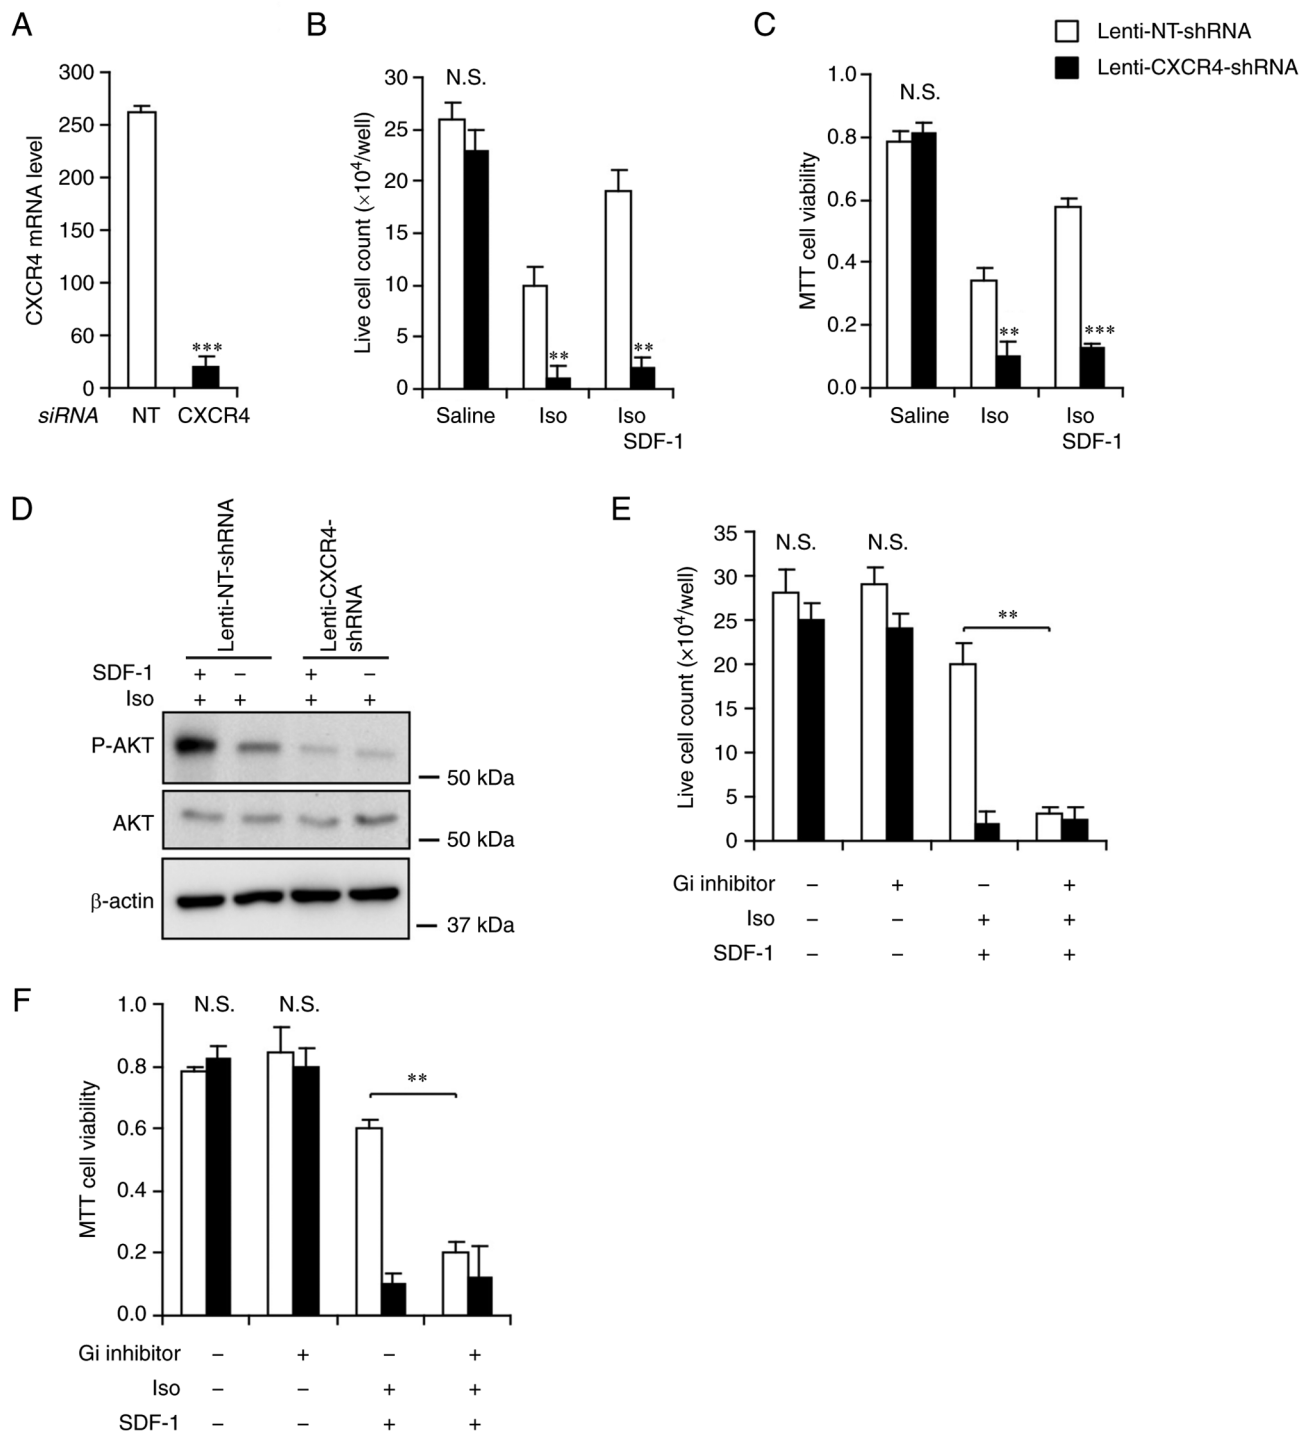 A
B
C
Lenti-NT-shRNA
Lenti-CXCR4-shRNA
CXCR4 mRNA level
300
250
200
150
100
60
0
***
siRNA NT CXCR4
Live cell count (×10⁴/well)
30
25
20
15
10
5
0
N.S.
**
**
Saline Iso Iso
SDF-1
MTT cell viability
1.0
0.8
0.6
0.4
0.2
0.0
N.S.
**
***
Saline Iso Iso
SDF-1
D
Lenti-NT-shRNA
Lenti-CXCR4-
shRNA
SDF-1 + – + –
Iso + + + +
P-AKT
50 kDa
AKT
50 kDa
β-actin
37 kDa
E
Live cell count (×10⁴/well)
35
30
25
20
15
10
5
0
N.S.
N.S.
**
Gi inhibitor – + – +
Iso – – + +
SDF-1 – – + +
F
MTT cell viability
1.0
0.8
0.6
0.4
0.2
0.0
N.S.
N.S.
**
Gi inhibitor – + – +
Iso – – + +
SDF-1 – – + +